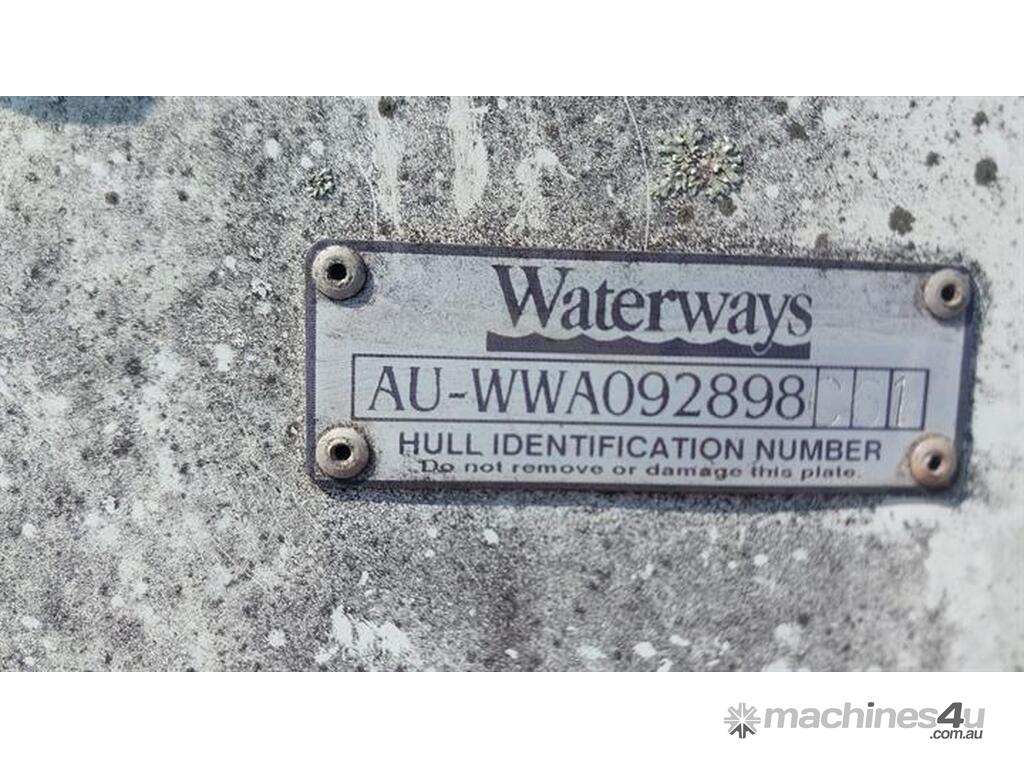 Waterways
AU-WWA092898
HULL IDENTIFICATION NUMBER
Do not remove or damage this plate.
machines4u
.com.au